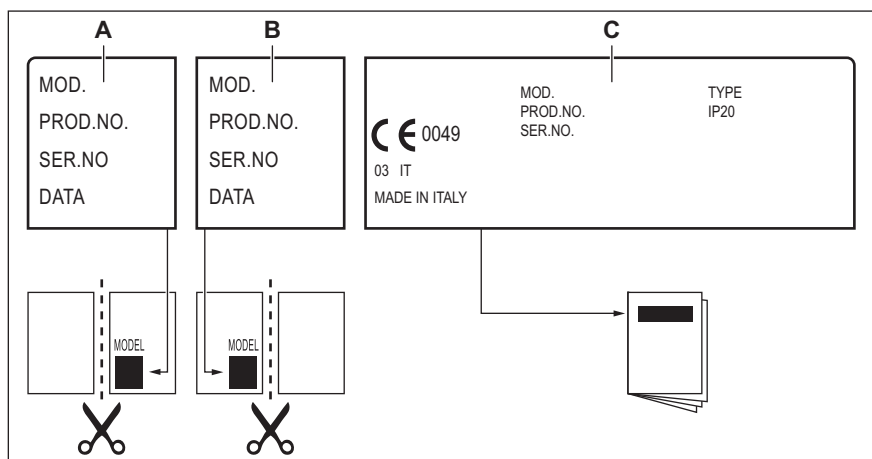 A
B
C
MOD.
PROD.NO.
SER.NO
DATA
MOD.
PROD.NO.
SER.NO
DATA
MOD.
PROD.NO.
SER.NO.
TYPE
IP20
CE 0049
03 IT
MADE IN ITALY
MODEL
MODEL